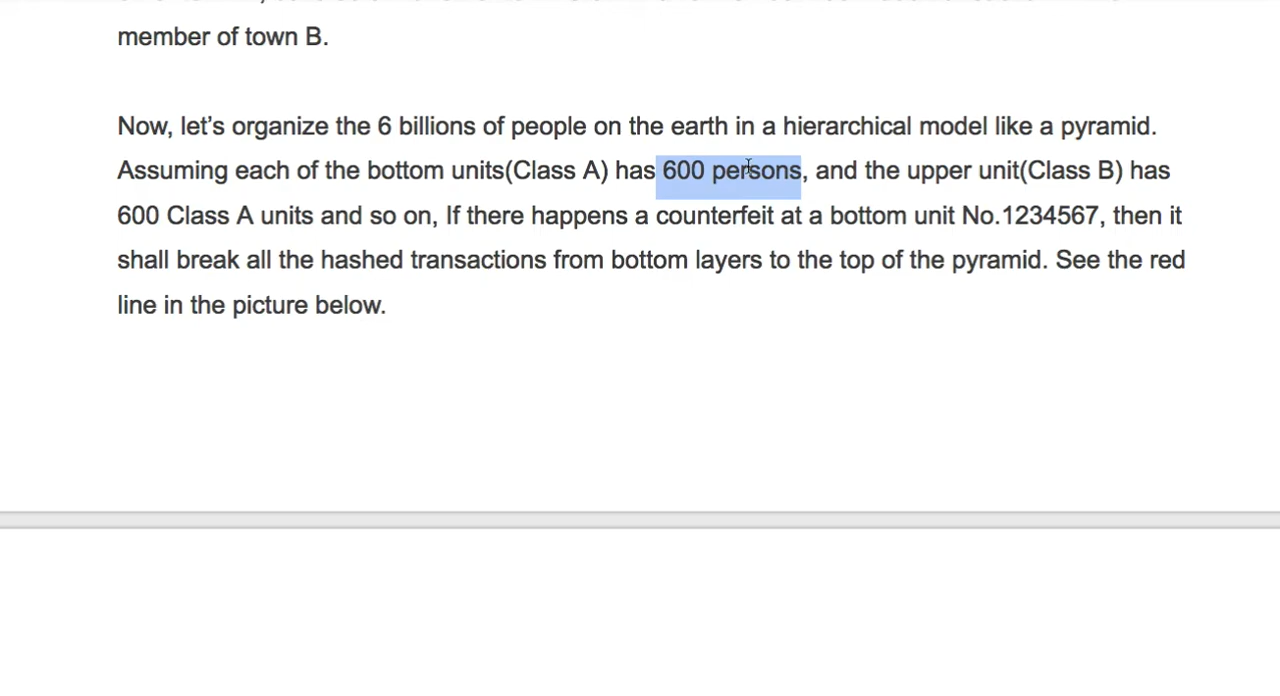 member of town B.
Now, let's organize the 6 billions of people on the earth in a hierarchical model like a pyramid.
Assuming each of the bottom units(Class A) has 600 persons, and the upper unit(Class B) has
600 Class A units and so on, If there happens a counterfeit at a bottom unit No.1234567, then it
shall break all the hashed transactions from bottom layers to the top of the pyramid. See the red
line in the picture below.